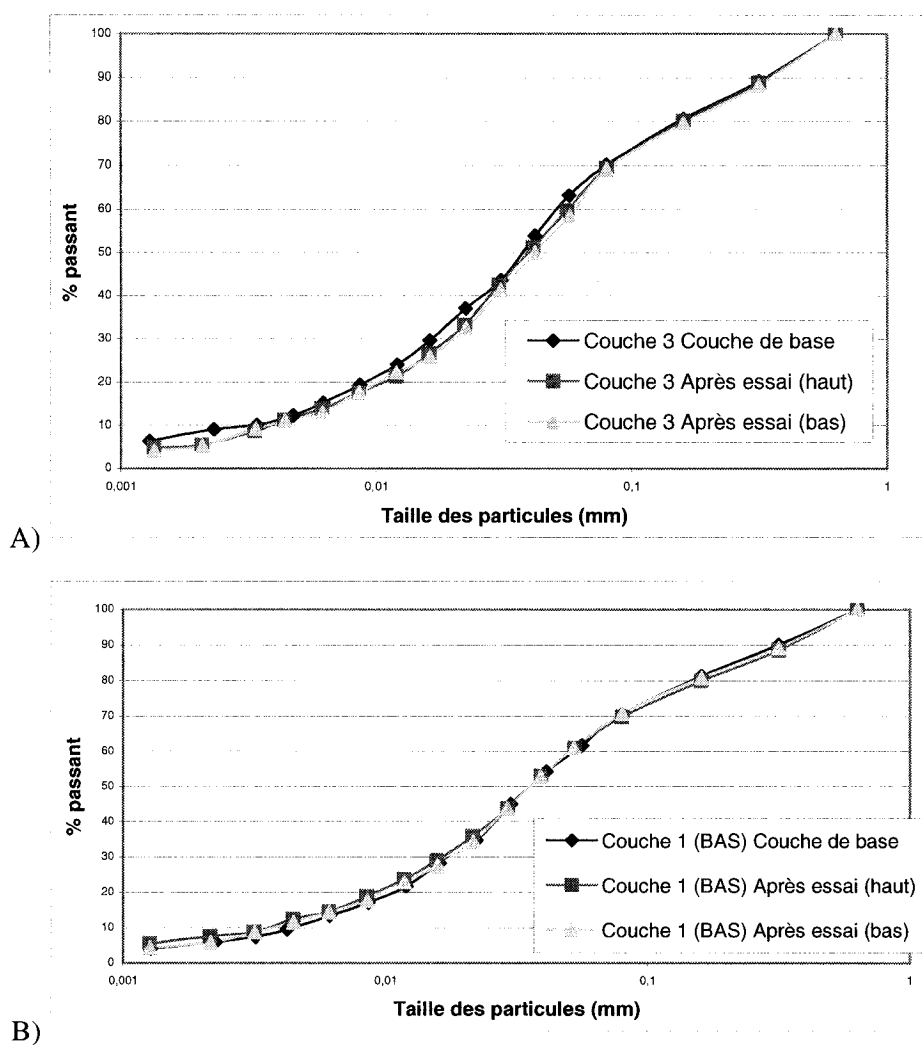 100
90
80
70
60
50
40
30
20
10
0
% passant
Couche 3 Couche de base
Couche 3 Après essai (haut)
Couche 3 Après essai (bas)
0,001
0,01
0,1
1
Taille des particules (mm)
A)
100
90
80
70
60
50
40
30
20
10
0
% passant
Couche 1 (BAS) Couche de base
Couche 1 (BAS) Après essai (haut)
Couche 1 (BAS) Après essai (bas)
0,001
0,01
0,1
1
Taille des particules (mm)
B)